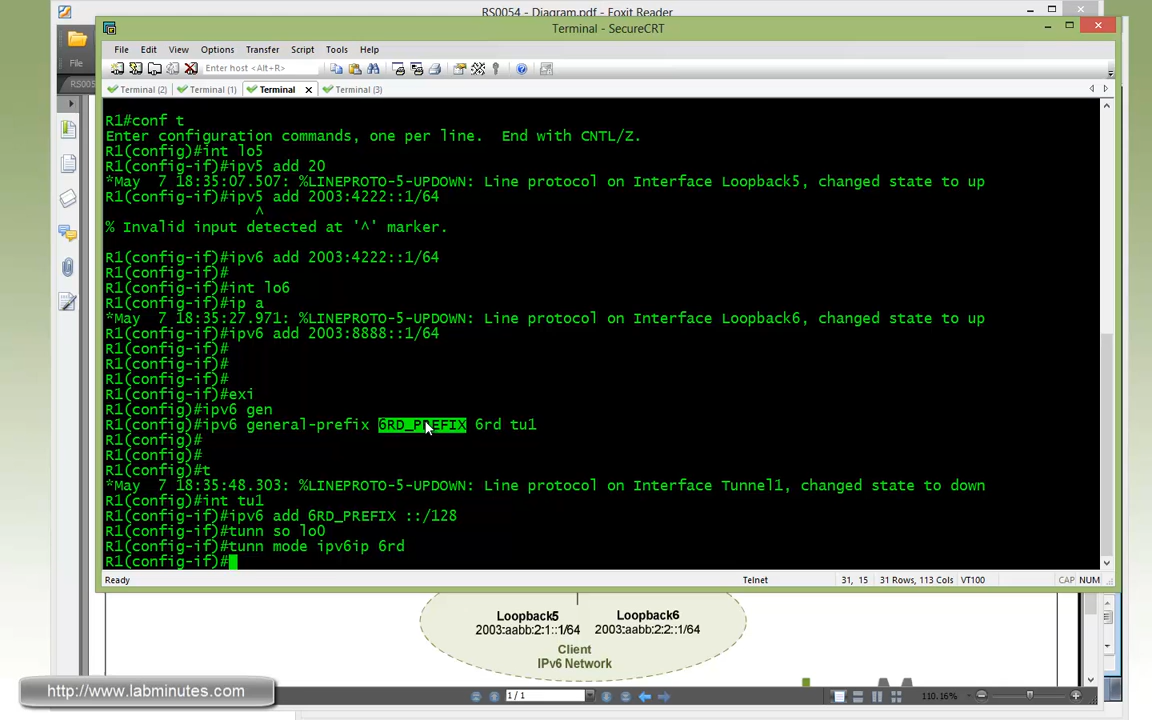 RS0054 - Diagram.pdf - Foxit Reader
Terminal - SecureCRT
File Edit View Options Transfer Script Tools Help
File
Enter host <Alt+R>
RS005
Terminal (2) Terminal (1) Terminal Terminal (3)
R1#conf t
Enter configuration commands, one per line.  End with CNTL/Z.
R1(config)#int lo5
R1(config-if)#ipv5 add 20
*May  7 18:35:07.507: %LINEPROTO-5-UPDOWN: Line protocol on Interface Loopback5, changed state to up
R1(config-if)#ipv5 add 2003:4222::1/64
^
% Invalid input detected at '^' marker.
R1(config-if)#ipv6 add 2003:4222::1/64
R1(config-if)#
R1(config-if)#int lo6
R1(config-if)#ip a
*May  7 18:35:27.971: %LINEPROTO-5-UPDOWN: Line protocol on Interface Loopback6, changed state to up
R1(config-if)#ipv6 add 2003:8888::1/64
R1(config-if)#
R1(config-if)#
R1(config-if)#
R1(config-if)#exi
R1(config)#ipv6 gen
R1(config)#ipv6 general-prefix 6RD_PREFIX 6rd tu1
R1(config)#
R1(config)#
R1(config)#t
*May  7 18:35:48.303: %LINEPROTO-5-UPDOWN: Line protocol on Interface Tunnel1, changed state to down
R1(config)#int tu1
R1(config-if)#ipv6 add 6RD_PREFIX ::/128
R1(config-if)#tunn so lo0
R1(config-if)#tunn mode ipv6ip 6rd
R1(config-if)#
Ready Telnet 31, 15 31 Rows, 113 Cols VT100 CAP NUM
Loopback5 Loopback6
2003:aabb:2:1::1/64 2003:aabb:2:2::1/64
Client
IPv6 Network
http://www.labminutes.com
1 / 1 110.16%